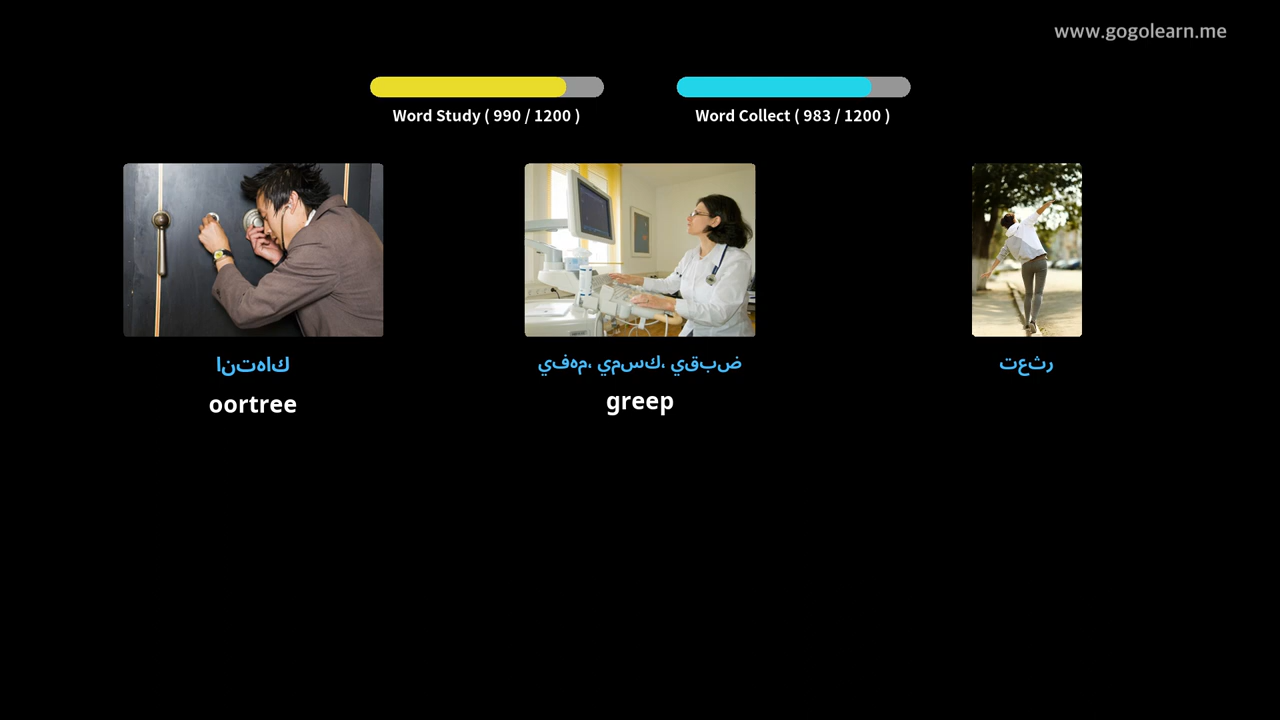 www.gogolearn.me
Word Study ( 990 / 1200 )
Word Collect ( 983 / 1200 )
انتهاك
يفهم، يمسك، يقبض
تعثر
oortree
greep